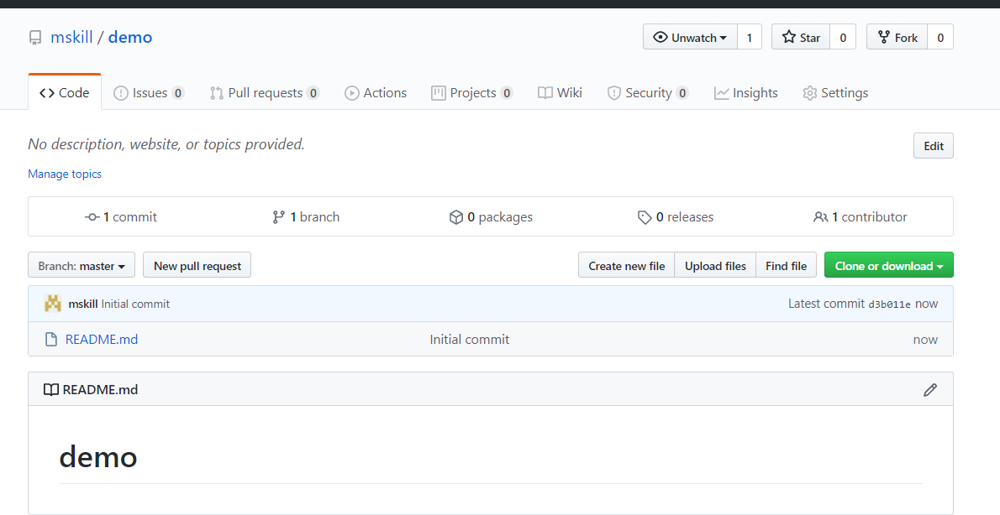 mskill / demo Unwatch 1 Star 0 Fork 0
Code Issues 0 Pull requests 0 Actions Projects 0 Wiki Security 0 Insights Settings
No description, website, or topics provided. Edit
Manage topics
1 commit 1 branch 0 packages 0 releases 1 contributor
Branch: master New pull request Create new file Upload files Find file Clone or download
mskill Initial commit Latest commit d3b011e now
README.md Initial commit now
README.md
demo